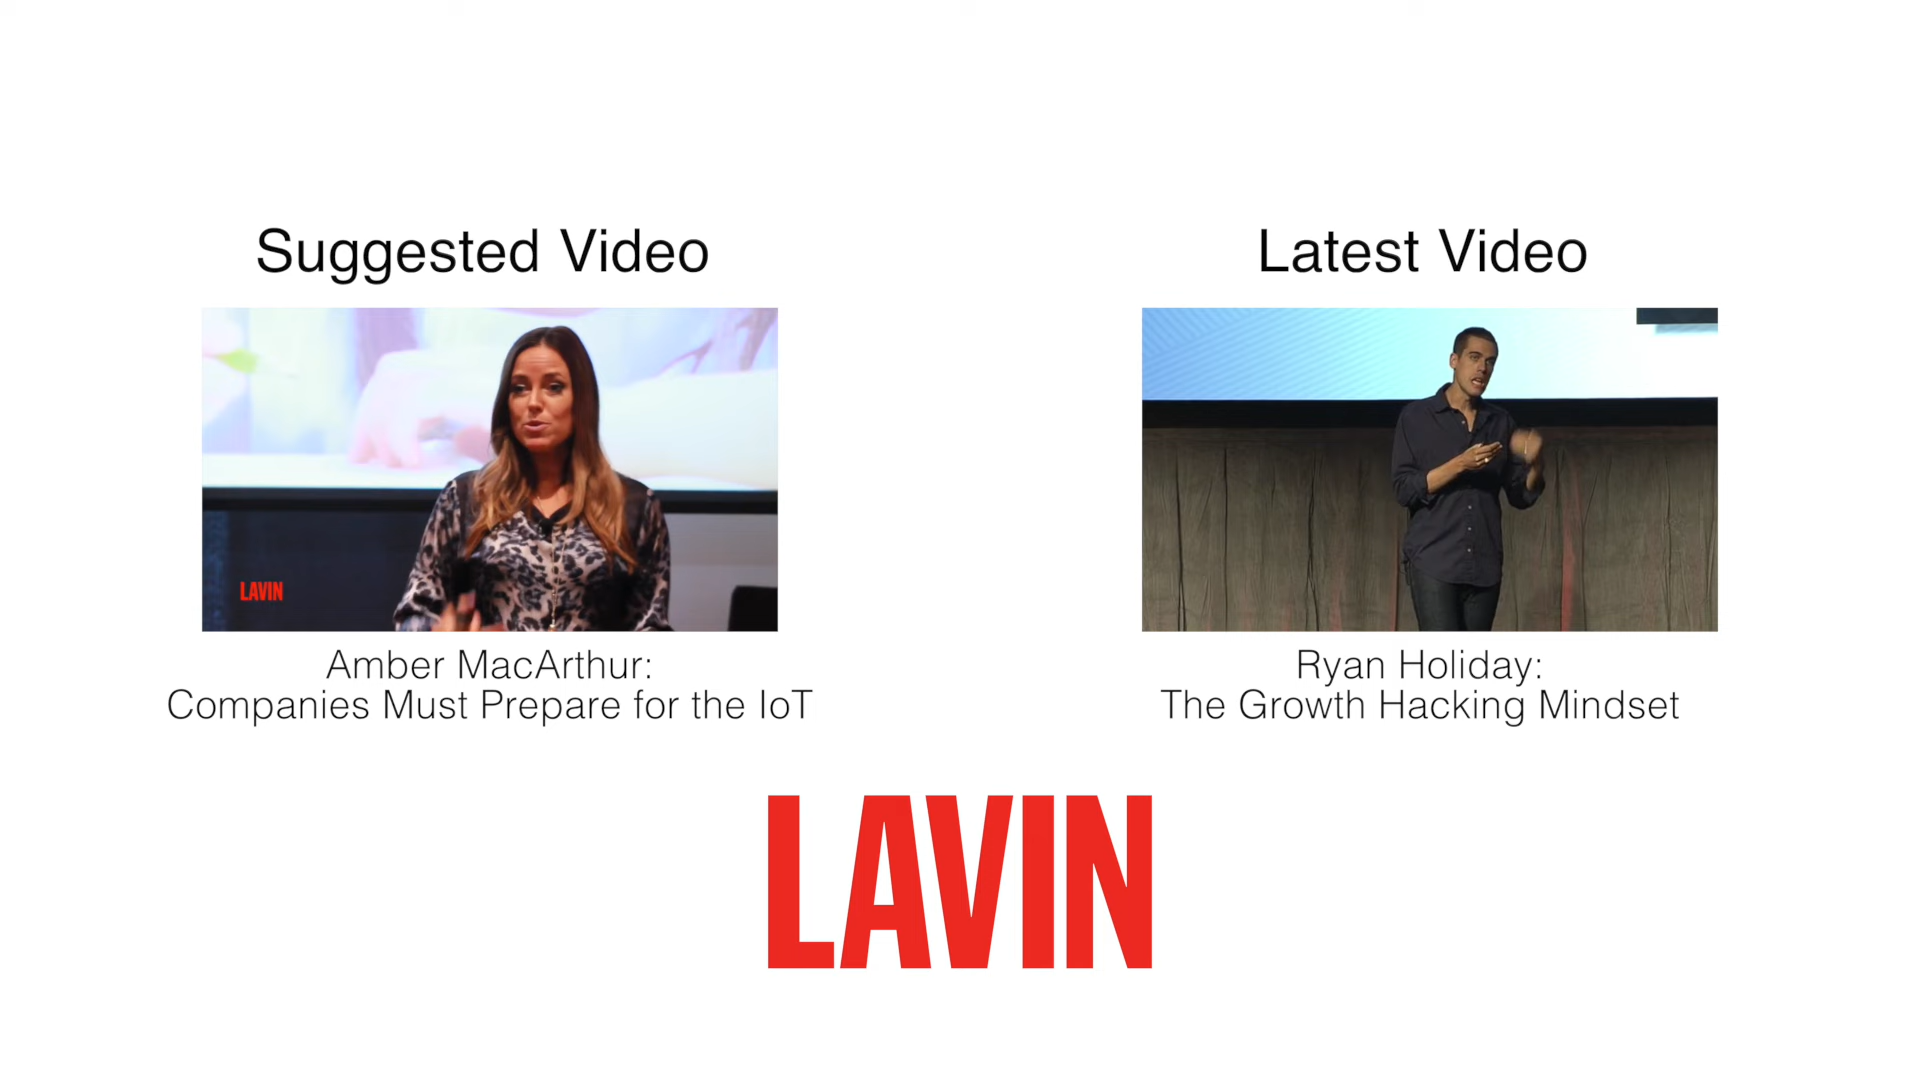 Suggested Video
Latest Video
LAVIN
Amber MacArthur:
Companies Must Prepare for the IoT
Ryan Holiday:
The Growth Hacking Mindset
LAVIN